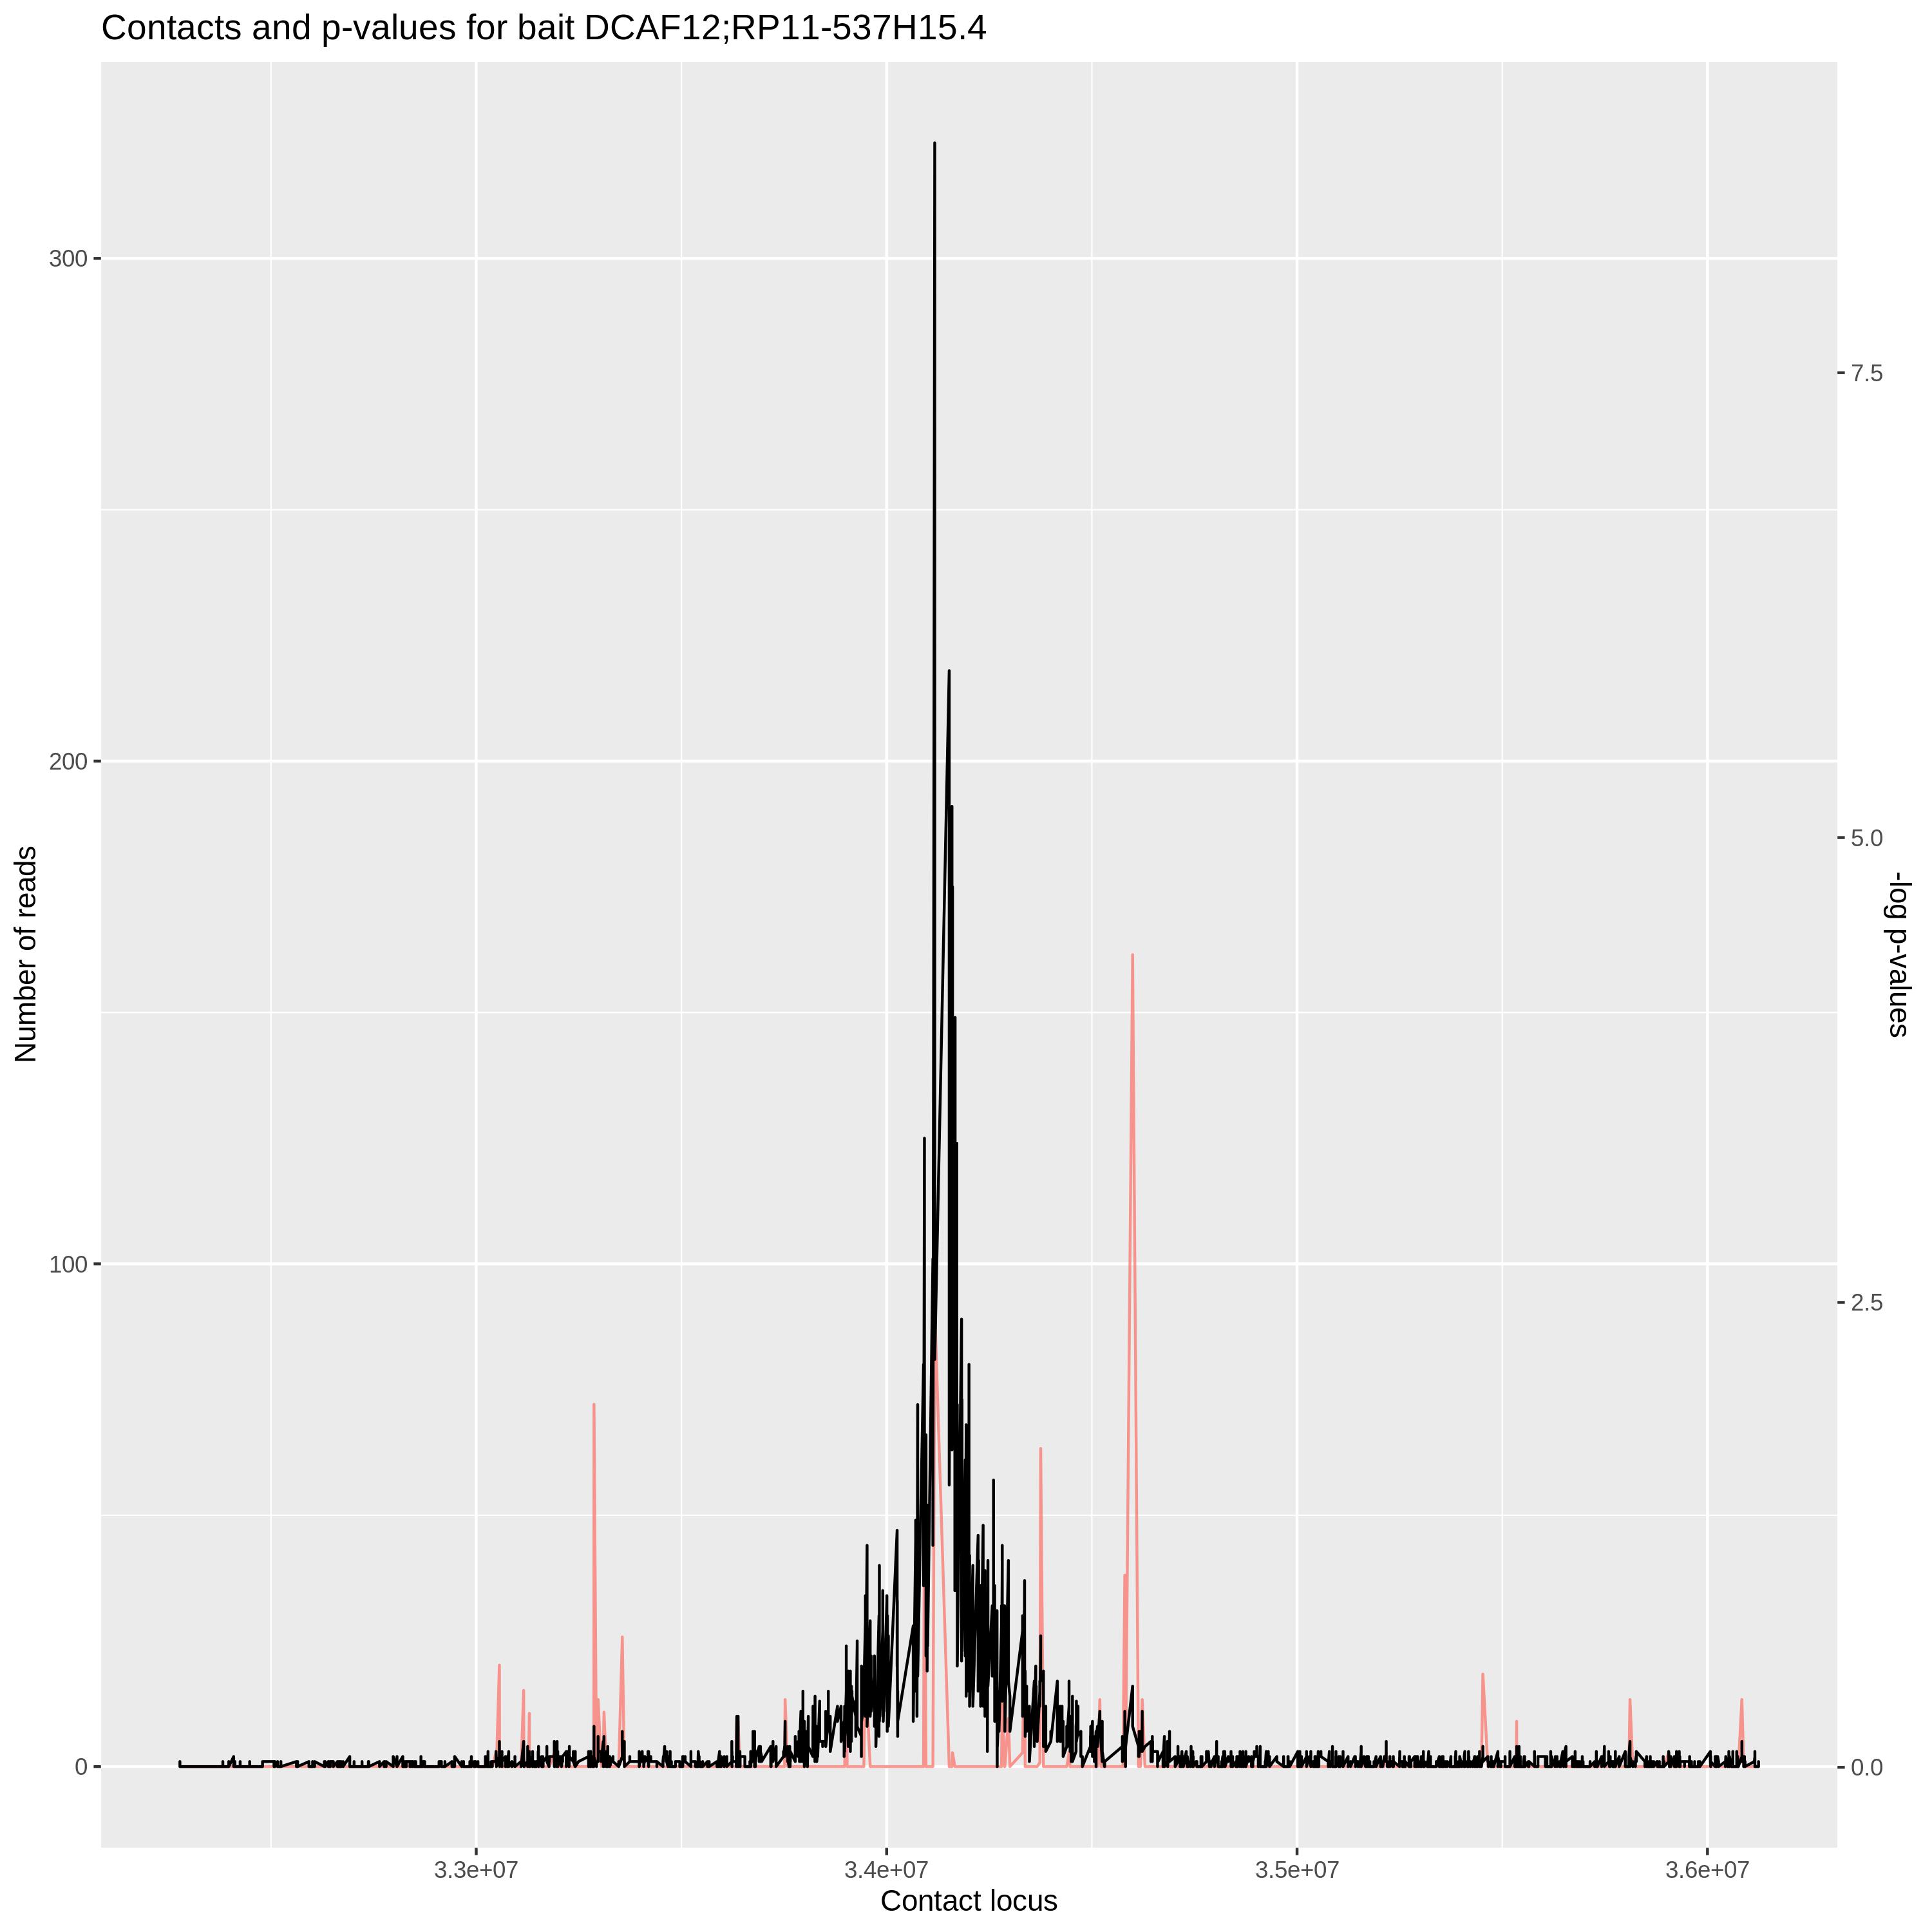 Contacts and p-values for bait DCAF12;RP11-537H15.4
300
200
100
0
Number of reads
7.5
5.0
2.5
0.0
-log p-values
3.3e+07 3.4e+07 3.5e+07 3.6e+07
Contact locus